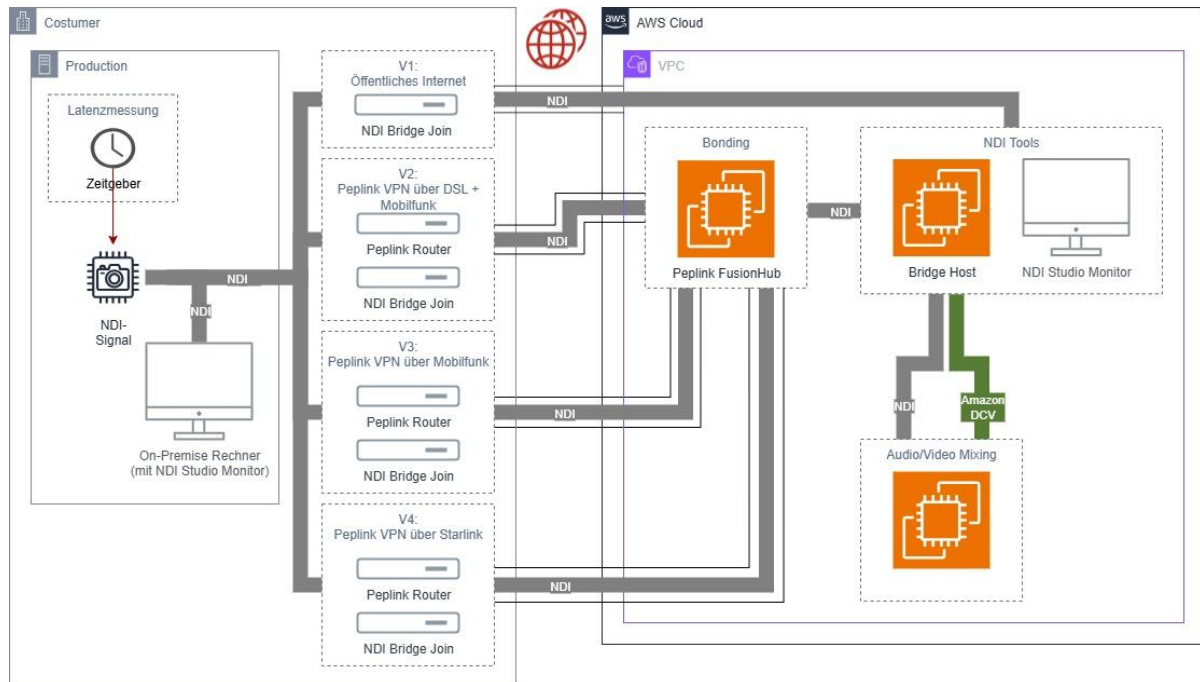 Costumer
Production
Latenzmessung
Zeitgeber
NDI-
Signal
NDI
NDI
On-Premise Rechner
(mit NDI Studio Monitor)
V1:
Öffentliches Internet
NDI Bridge Join
V2:
Peplink VPN über DSL +
Mobilfunk
Peplink Router
NDI Bridge Join
V3:
Peplink VPN über Mobilfunk
Peplink Router
NDI Bridge Join
V4:
Peplink VPN über Starlink
Peplink Router
NDI Bridge Join
NDI
NDI
NDI
NDI
aws
AWS Cloud
VPC
Bonding
Peplink FusionHub
NDI
NDI Tools
Bridge Host
NDI Studio Monitor
NDI
Amazon
DCV
Audio/Video Mixing